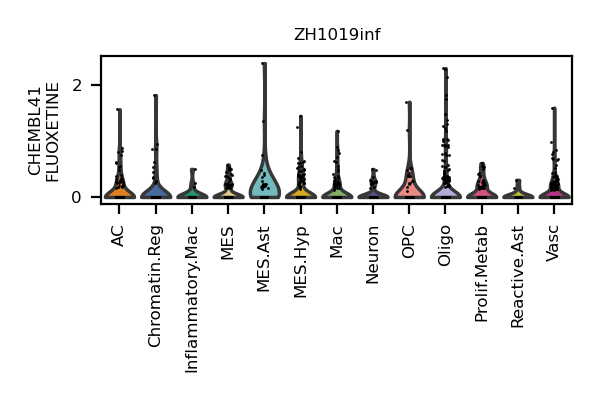 ZH1019inf
CHEMBL41
FLUOXETINE
2
0
AC
Chromatin.Reg
Inflammatory.Mac
MES
MES.Ast
MES.Hyp
Mac
Neuron
OPC
Oligo
Prolif.Metab
Reactive.Ast
Vasc